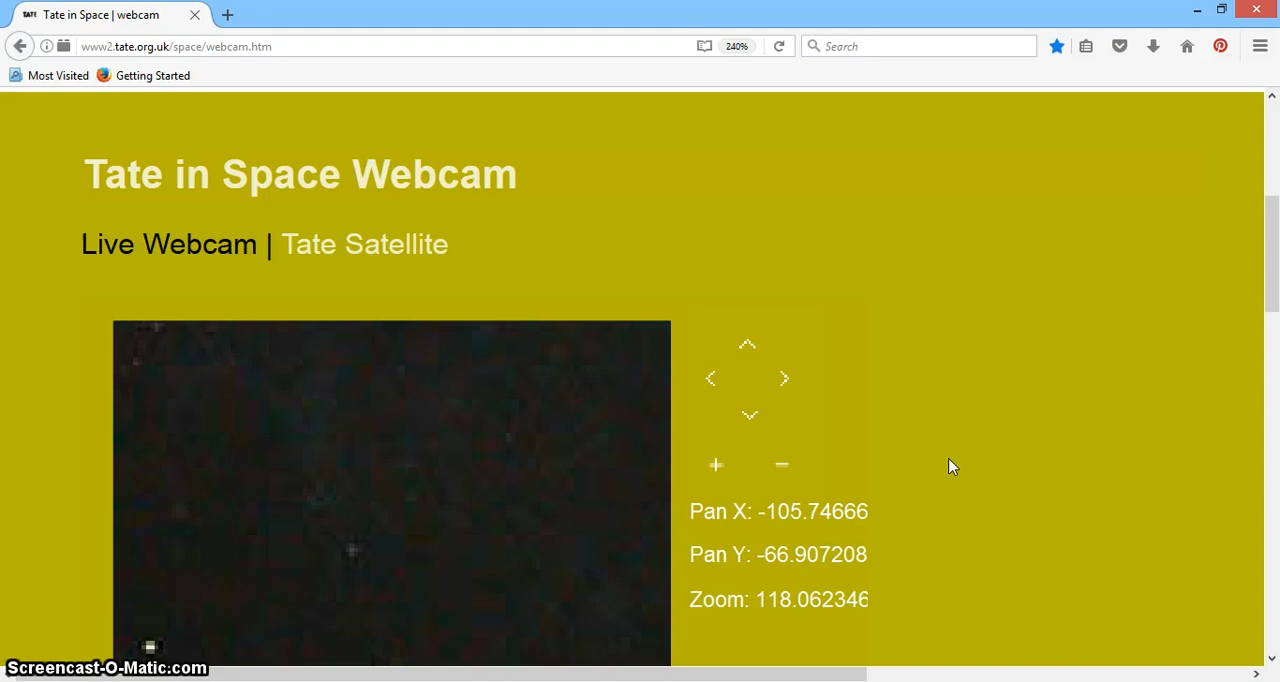 TATE Tate in Space | webcam
www2.tate.org.uk/space/webcam.htm
240%
Search
Most Visited
Getting Started
Tate in Space Webcam
Live Webcam | Tate Satellite
+ −
Pan X: -105.74666
Pan Y: -66.907208
Zoom: 118.062346
Screencast-O-Matic.com